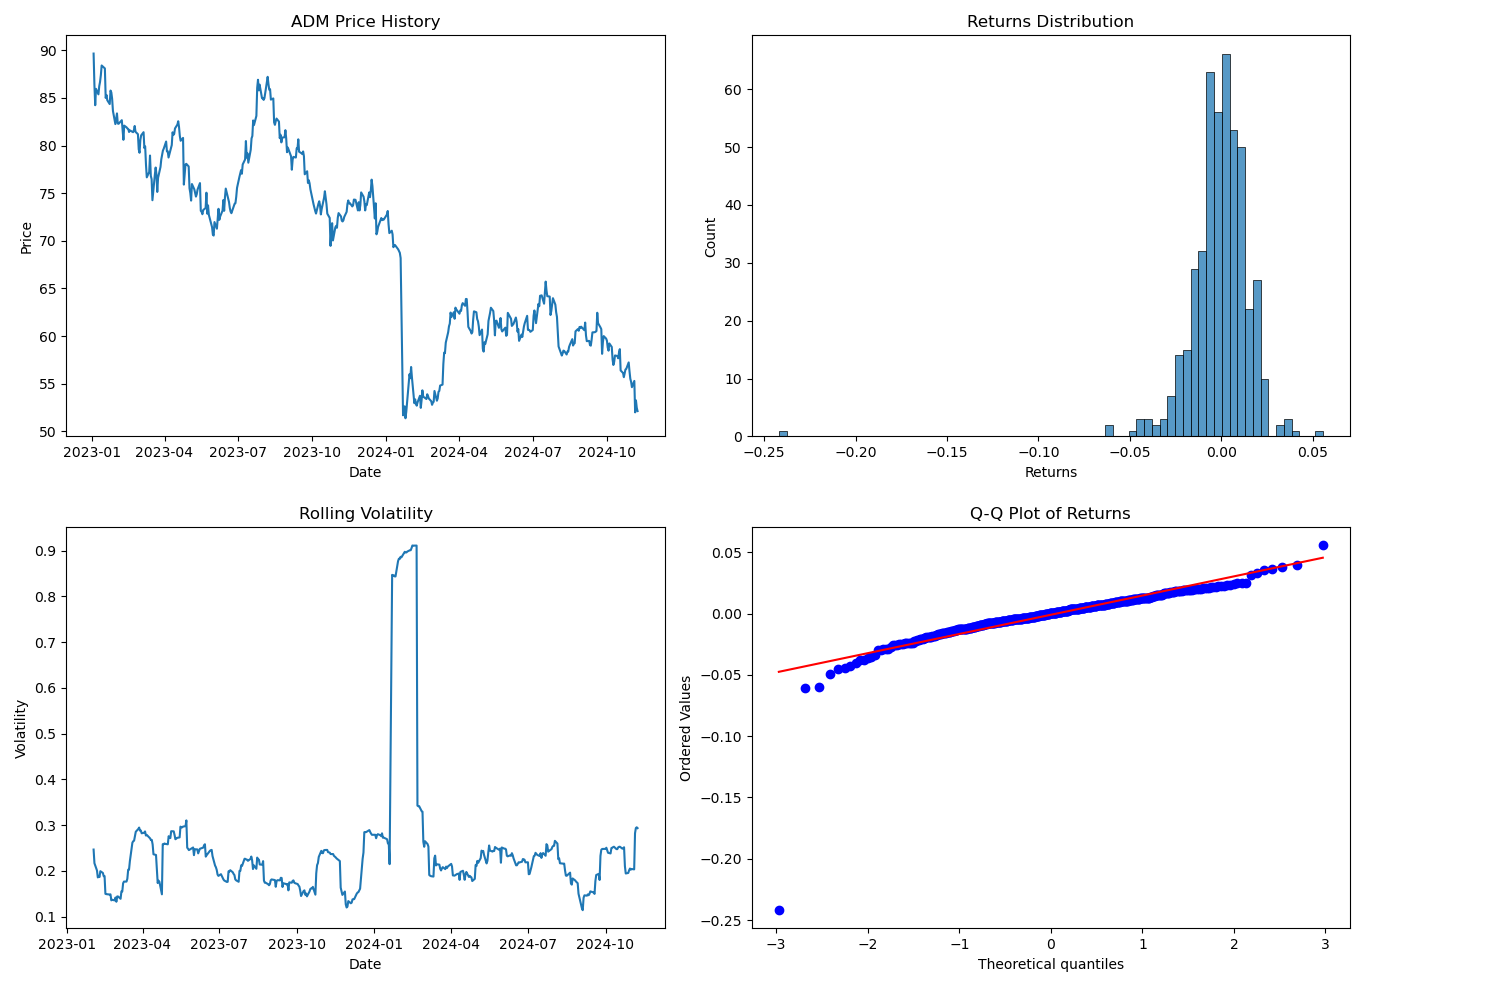 ADM Price History
Price
90
85
80
75
70
65
60
55
50
2023-01 2023-04 2023-07 2023-10 2024-01 2024-04 2024-07 2024-10
Date
Returns Distribution
Count
60
50
40
30
20
10
0
−0.25 −0.20 −0.15 −0.10 −0.05 0.00 0.05
Returns
Rolling Volatility
Volatility
0.9
0.8
0.7
0.6
0.5
0.4
0.3
0.2
0.1
2023-01 2023-04 2023-07 2023-10 2024-01 2024-04 2024-07 2024-10
Date
Q-Q Plot of Returns
Ordered Values
0.05
0.00
−0.05
−0.10
−0.15
−0.20
−0.25
−3 −2 −1 0 1 2 3
Theoretical quantiles